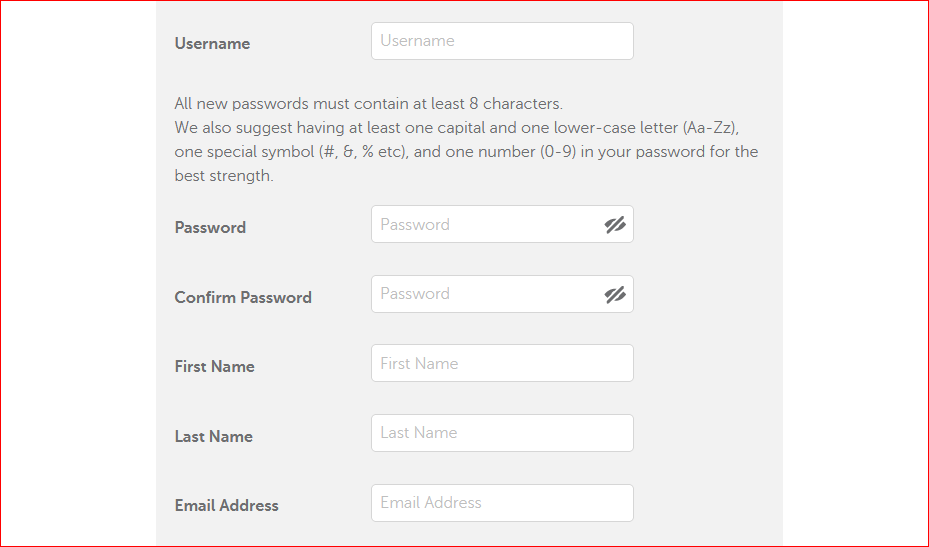 Username Username
All new passwords must contain at least 8 characters.
We also suggest having at least one capital and one lower-case letter (Aa-Zz),
one special symbol (#, &, % etc), and one number (0-9) in your password for the
best strength.
Password Password
Confirm Password Password
First Name First Name
Last Name Last Name
Email Address Email Address